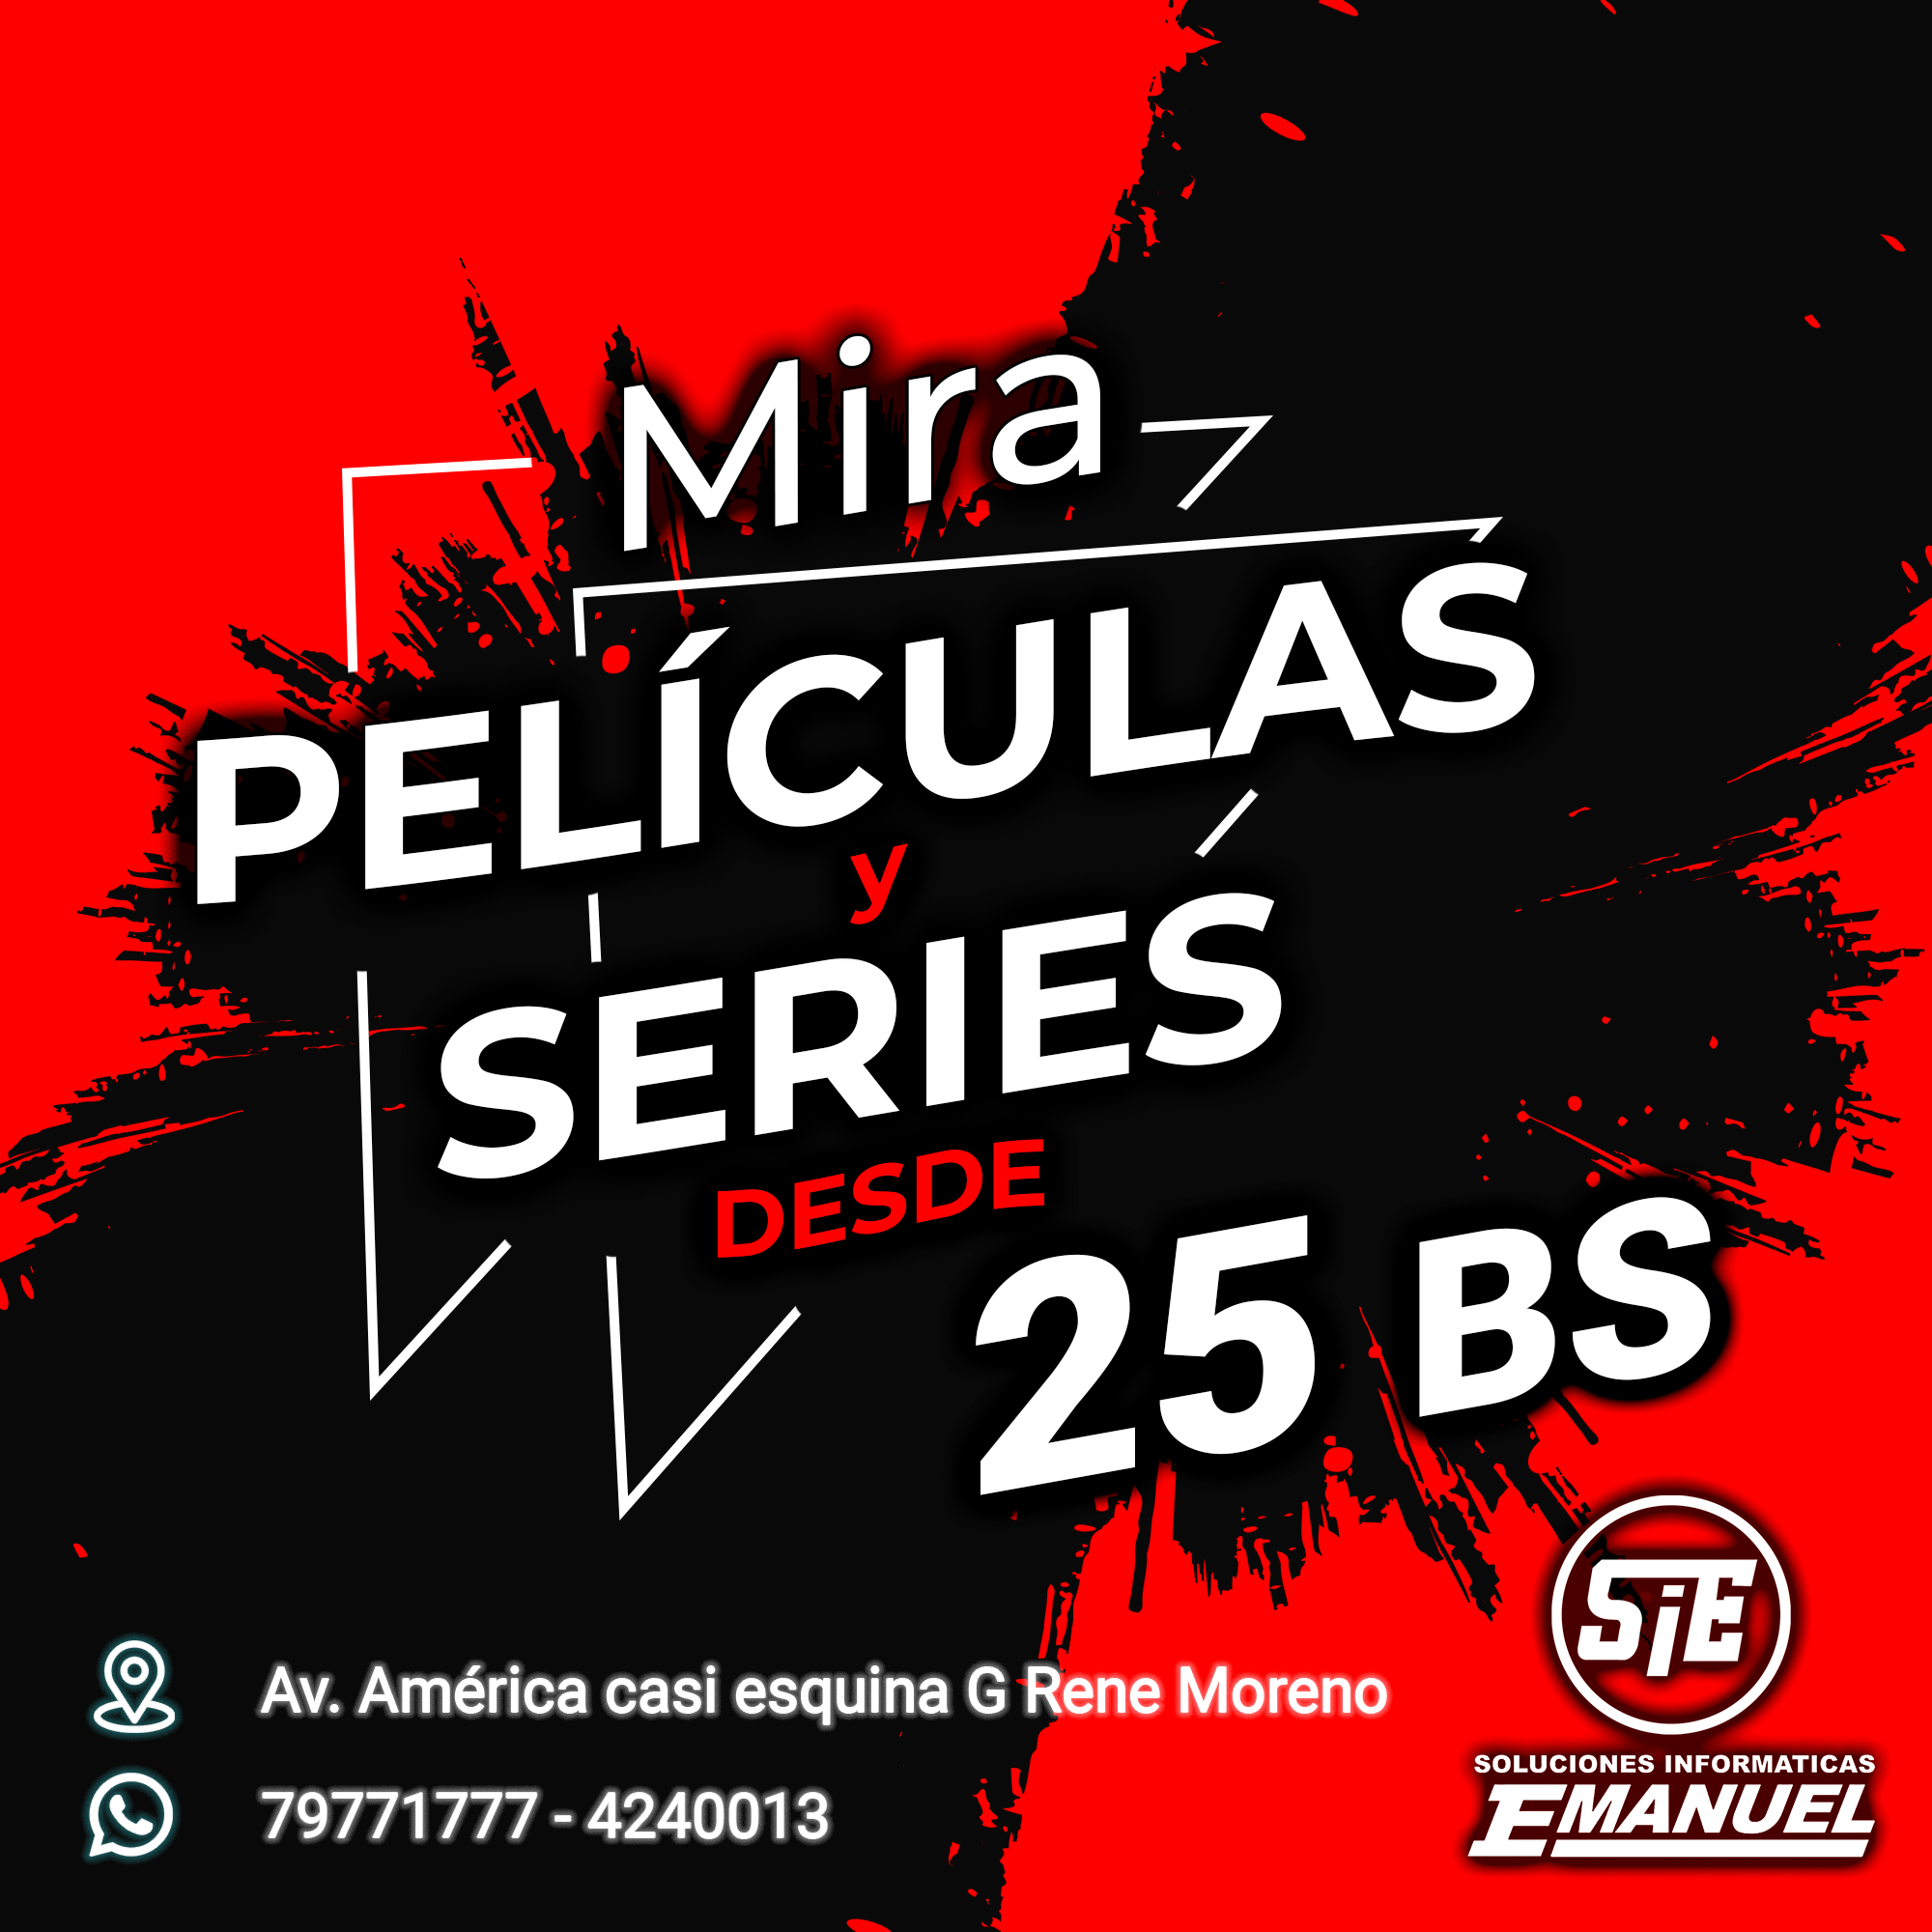 Mira
PELÍCULAS
y
SERIES
DESDE
25 BS
Av. América casi esquina G Rene Moreno
79771777 - 4240013
SiE
SOLUCIONES INFORMATICAS
EMANUEL